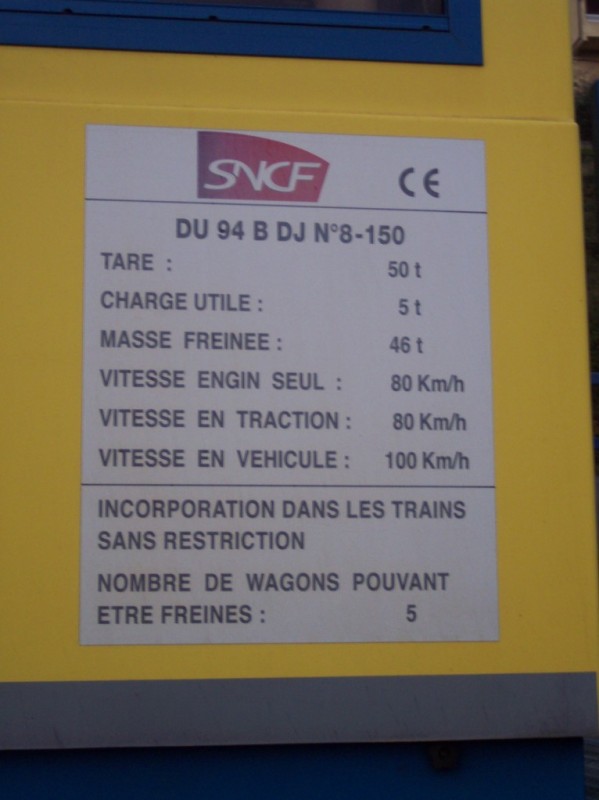 SNCF CE
DU 94 B DJ N°8-150
TARE : 50 t
CHARGE UTILE : 5 t
MASSE FREINEE : 46 t
VITESSE ENGIN SEUL : 80 Km/h
VITESSE EN TRACTION : 80 Km/h
VITESSE EN VEHICULE : 100 Km/h
INCORPORATION DANS LES TRAINS
SANS RESTRICTION
NOMBRE DE WAGONS POUVANT
ETRE FREINES : 5